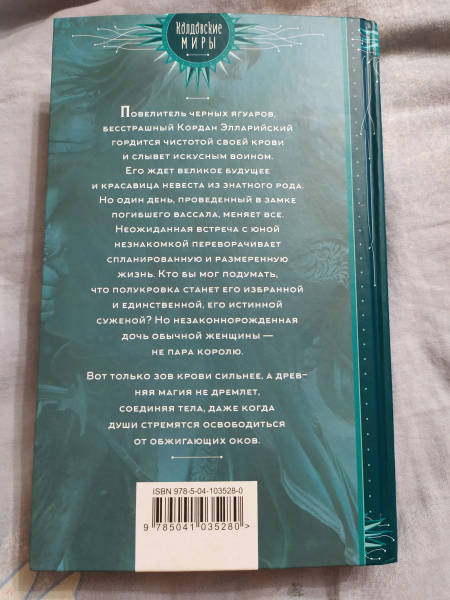 Колдовские
МИРЫ
Повелитель черных ягуаров,
бесстрашный Кордан Элларийский
гордится чистотой своей крови
и слывет искусным воином.
Его ждет великое будущее
и красавица невеста из знатного рода.
Но один день, проведенный в замке
погибшего вассала, меняет все.
Неожиданная встреча с юной
незнакомкой переворачивает
спланированную и размеренную
жизнь. Кто бы мог подумать,
что полукровка станет его избранной
и единственной, его истинной
суженой? Но незаконнорожденная
дочь обычной женщины —
не пара королю.
Вот только зов крови сильнее, а древ-
няя магия не дремлет,
соединяя тела, даже когда
души стремятся освободиться
от обжигающих оков.
ISBN 978-5-04-103528-0
9 785041 035280 >